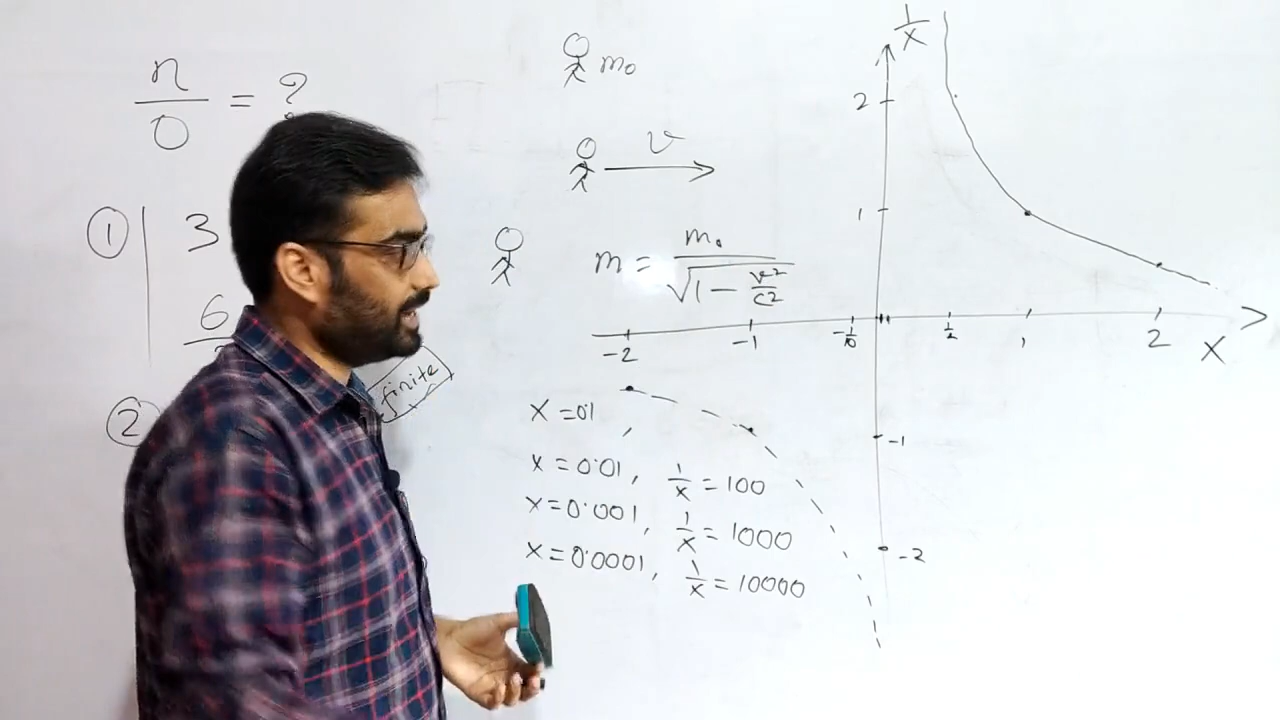 n/0 = ?
① 3
6
②
finite
m₀
v
m = m₀/√(1 − v²/c²)
x = 0.1
,
x = 0.01, 1/x = 100
x = 0.001, 1/x = 1000
x = 0.0001, 1/x = 10000
1/x
2
1
-2 -1 -1/10 1/2 , 2 x
-1
-2